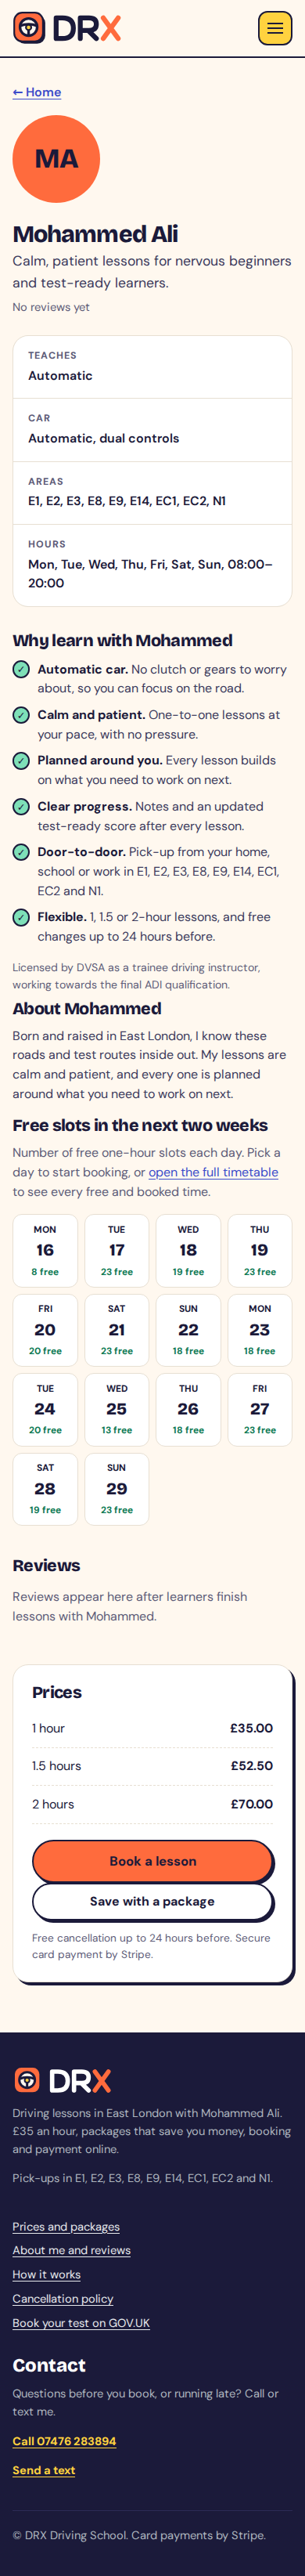 DRX
← Home
MA
Mohammed Ali
Calm, patient lessons for nervous beginners
and test-ready learners.
No reviews yet
TEACHES
Automatic
CAR
Automatic, dual controls
AREAS
E1, E2, E3, E8, E9, E14, EC1, EC2, N1
HOURS
Mon, Tue, Wed, Thu, Fri, Sat, Sun, 08:00–
20:00
Why learn with Mohammed
✓ Automatic car. No clutch or gears to worry
about, so you can focus on the road.
✓ Calm and patient. One-to-one lessons at
your pace, with no pressure.
✓ Planned around you. Every lesson builds
on what you need to work on next.
✓ Clear progress. Notes and an updated
test-ready score after every lesson.
✓ Door-to-door. Pick-up from your home,
school or work in E1, E2, E3, E8, E9, E14, EC1,
EC2 and N1.
✓ Flexible. 1, 1.5 or 2-hour lessons, and free
changes up to 24 hours before.
Licensed by DVSA as a trainee driving instructor,
working towards the final ADI qualification.
About Mohammed
Born and raised in East London, I know these
roads and test routes inside out. My lessons are
calm and patient, and every one is planned
around what you need to work on next.
Free slots in the next two weeks
Number of free one-hour slots each day. Pick a
day to start booking, or open the full timetable
to see every free and booked time.
MON TUE WED THU
16 17 18 19
8 free 23 free 19 free 23 free
FRI SAT SUN MON
20 21 22 23
20 free 23 free 18 free 18 free
TUE WED THU FRI
24 25 26 27
20 free 13 free 18 free 23 free
SAT SUN
28 29
19 free 23 free
Reviews
Reviews appear here after learners finish
lessons with Mohammed.
Prices
1 hour £35.00
1.5 hours £52.50
2 hours £70.00
Book a lesson
Save with a package
Free cancellation up to 24 hours before. Secure
card payment by Stripe.
DRX
Driving lessons in East London with Mohammed Ali.
£35 an hour, packages that save you money, booking
and payment online.
Pick-ups in E1, E2, E3, E8, E9, E14, EC1, EC2 and N1.
Prices and packages
About me and reviews
How it works
Cancellation policy
Book your test on GOV.UK
Contact
Questions before you book, or running late? Call or
text me.
Call 07476 283894
Send a text
© DRX Driving School. Card payments by Stripe.